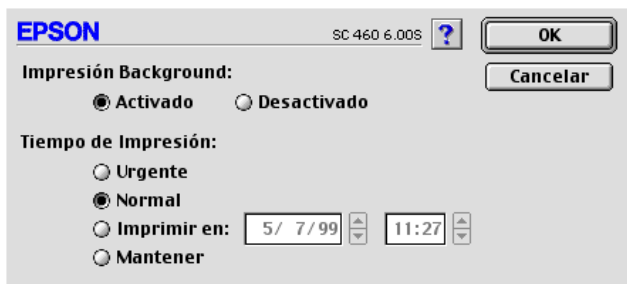 EPSON SC 460 6.00S ? OK
Cancelar
Impresión Background:
Activado Desactivado
Tiempo de Impresión:
Urgente
Normal
Imprimir en: 5/ 7/99 11:27
Mantener